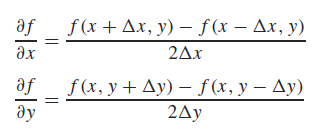 ∂f/∂x = (f(x + Δx, y) − f(x − Δx, y)) / (2Δx)
∂f/∂y = (f(x, y + Δy) − f(x, y − Δy)) / (2Δy)